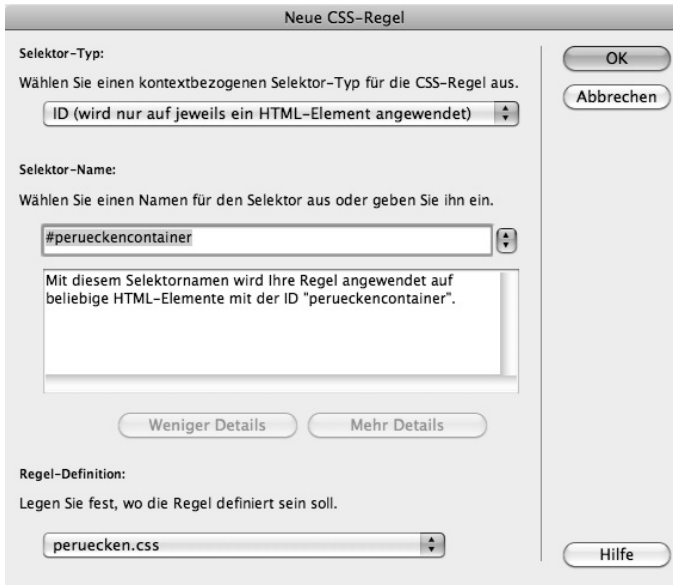 Neue CSS-Regel
Selektor-Typ:
Wählen Sie einen kontextbezogenen Selektor-Typ für die CSS-Regel aus.
ID (wird nur auf jeweils ein HTML-Element angewendet)
OK
Abbrechen
Selektor-Name:
Wählen Sie einen Namen für den Selektor aus oder geben Sie ihn ein.
#perueckencontainer
Mit diesem Selektornamen wird Ihre Regel angewendet auf
beliebige HTML-Elemente mit der ID "perueckencontainer".
Weniger Details
Mehr Details
Regel-Definition:
Legen Sie fest, wo die Regel definiert sein soll.
peruecken.css
Hilfe